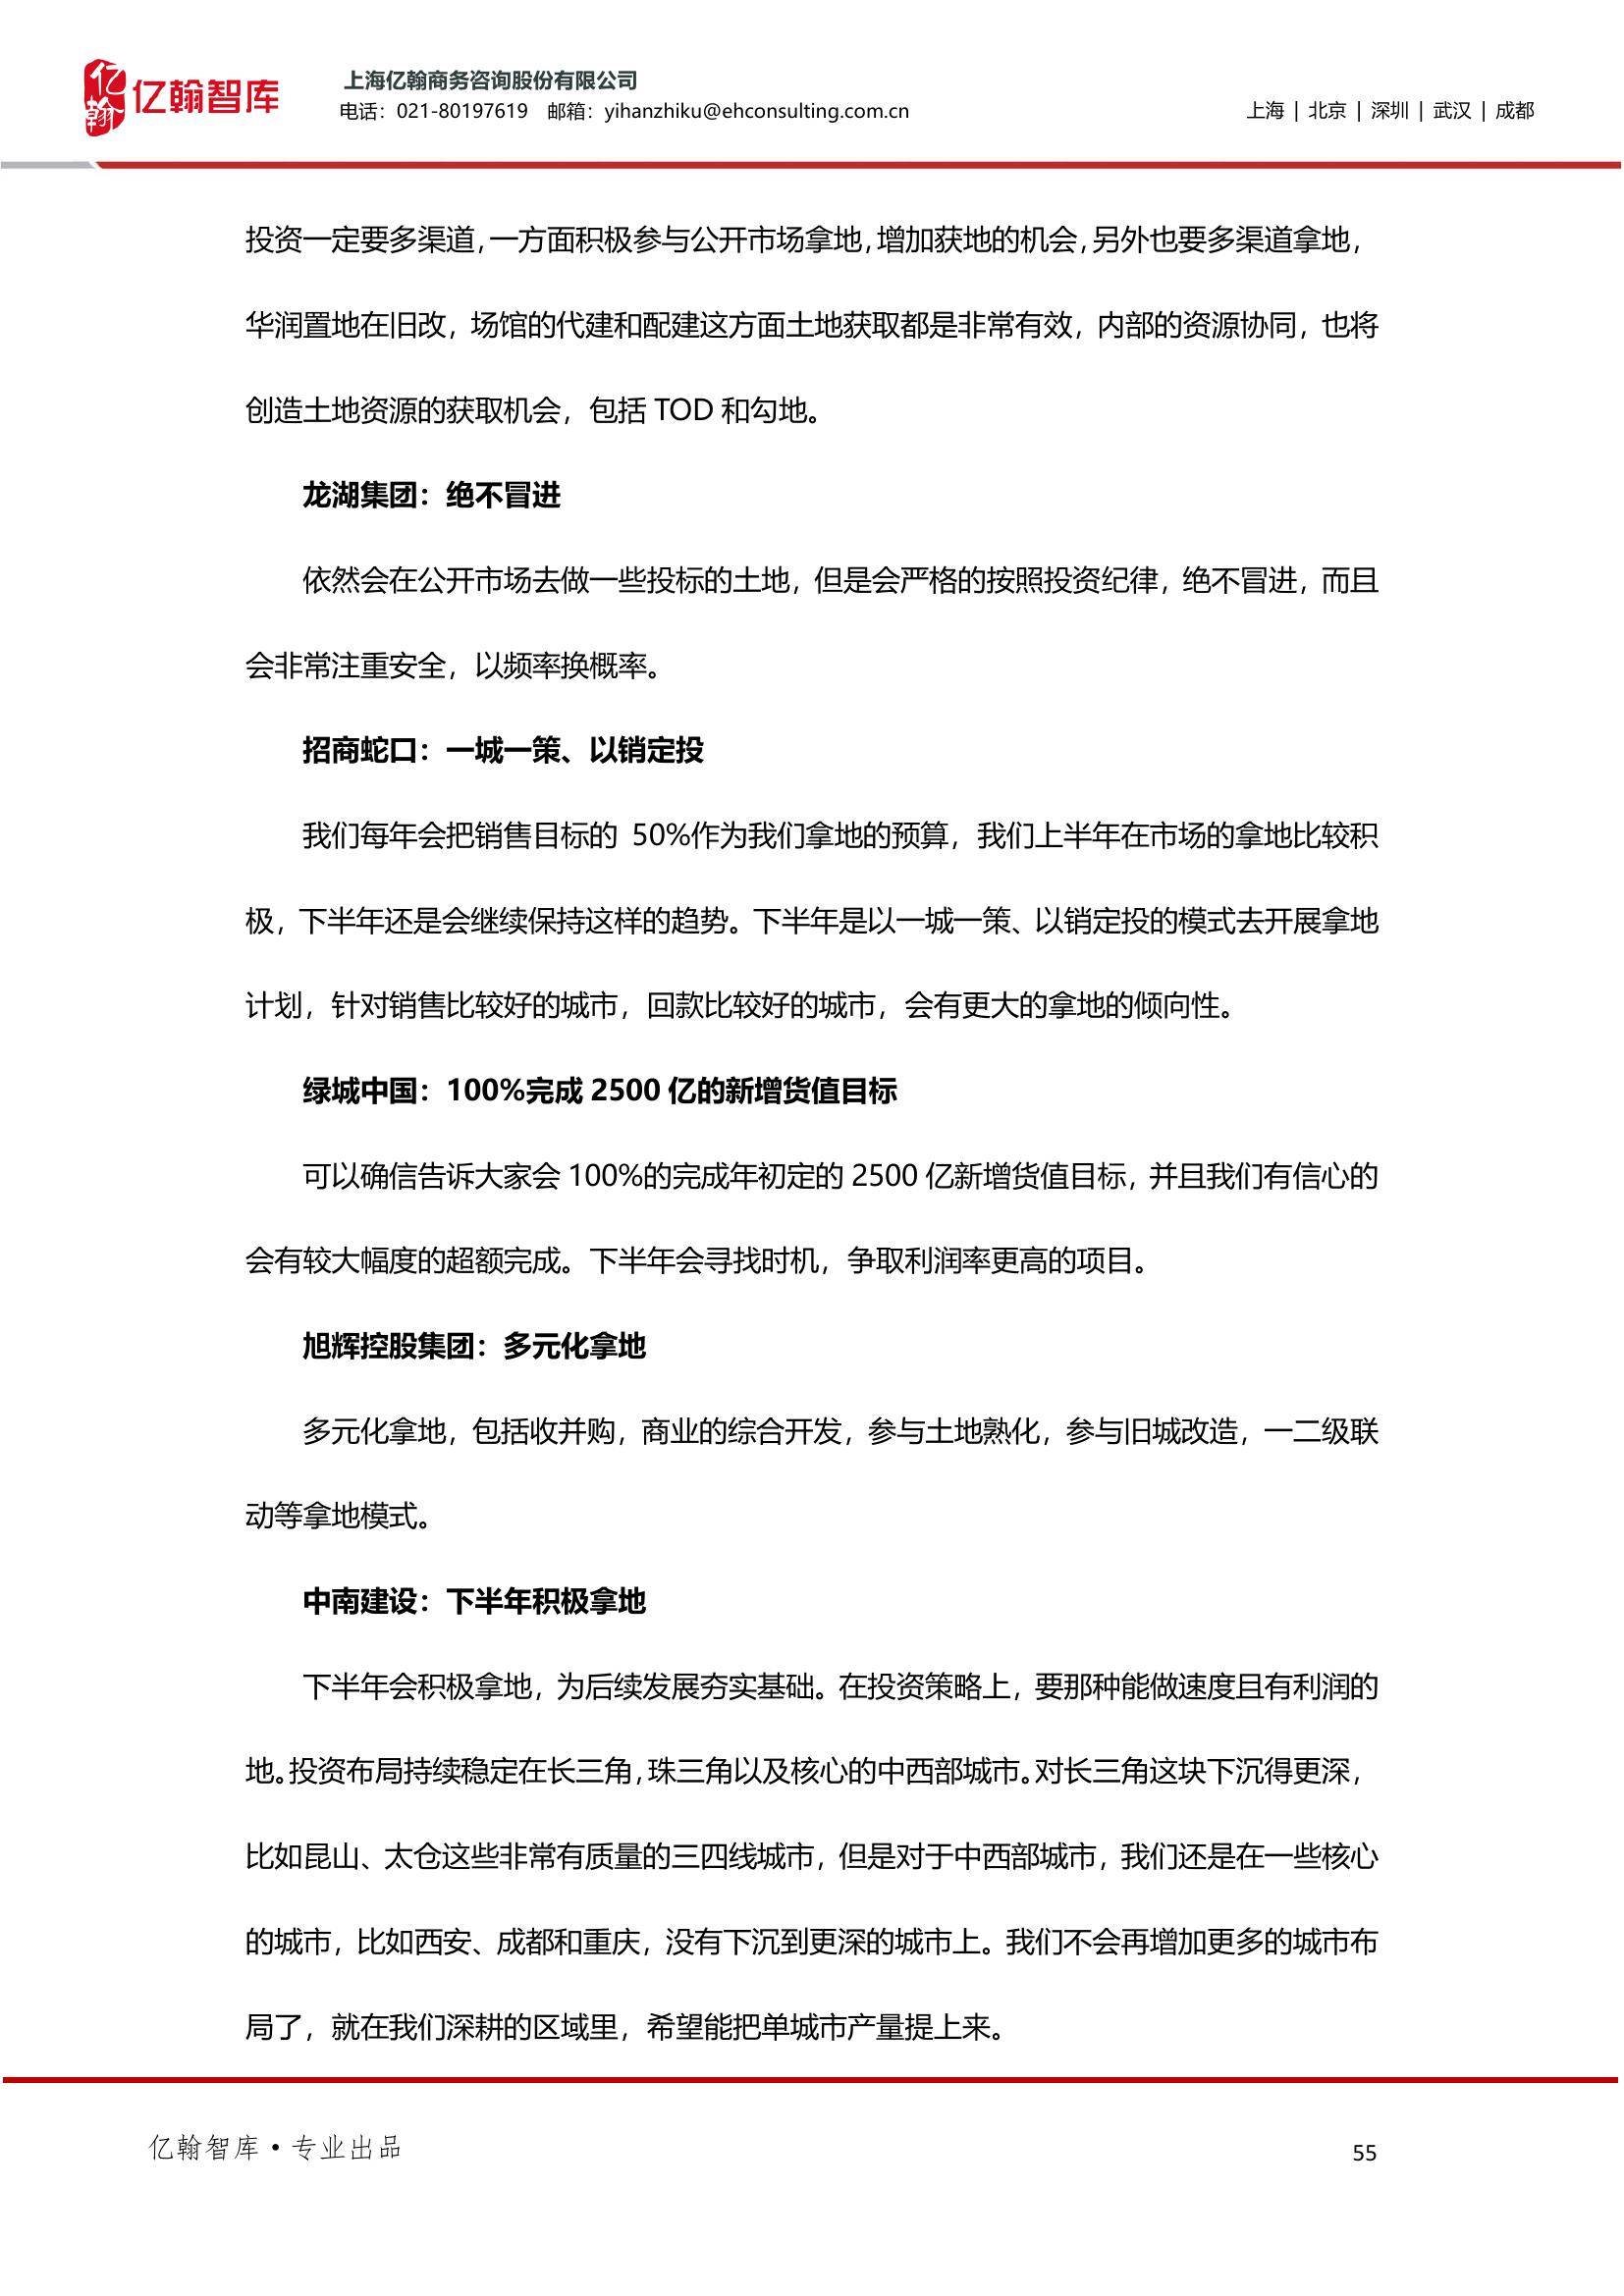 亿翰
亿翰智库
上海亿翰商务咨询股份有限公司
电话：021-80197619 邮箱：yihanzhiku@ehconsulting.com.cn
上海 | 北京 | 深圳 | 武汉 | 成都
投资一定要多渠道，一方面积极参与公开市场拿地，增加获地的机会，另外也要多渠道拿地，
华润置地在旧改，场馆的代建和配建这方面土地获取都是非常有效，内部的资源协同，也将
创造土地资源的获取机会，包括 TOD 和勾地。
龙湖集团：绝不冒进
依然会在公开市场去做一些投标的土地，但是会严格的按照投资纪律，绝不冒进，而且
会非常注重安全，以频率换概率。
招商蛇口：一城一策、以销定投
我们每年会把销售目标的 50%作为我们拿地的预算，我们上半年在市场的拿地比较积
极，下半年还是会继续保持这样的趋势。下半年是以一城一策、以销定投的模式去开展拿地
计划，针对销售比较好的城市，回款比较好的城市，会有更大的拿地的倾向性。
绿城中国：100%完成 2500 亿的新增货值目标
可以确信告诉大家会 100%的完成年初定的 2500 亿新增货值目标，并且我们有信心的
会有较大幅度的超额完成。下半年会寻找时机，争取利润率更高的项目。
旭辉控股集团：多元化拿地
多元化拿地，包括收并购，商业的综合开发，参与土地熟化，参与旧城改造，一二级联
动等拿地模式。
中南建设：下半年积极拿地
下半年会积极拿地，为后续发展夯实基础。在投资策略上，要那种能做速度且有利润的
地。投资布局持续稳定在长三角，珠三角以及核心的中西部城市。对长三角这块下沉得更深，
比如昆山、太仓这些非常有质量的三四线城市，但是对于中西部城市，我们还是在一些核心
的城市，比如西安、成都和重庆，没有下沉到更深的城市上。我们不会再增加更多的城市布
局了，就在我们深耕的区域里，希望能把单城市产量提上来。
亿翰智库•专业出品
55